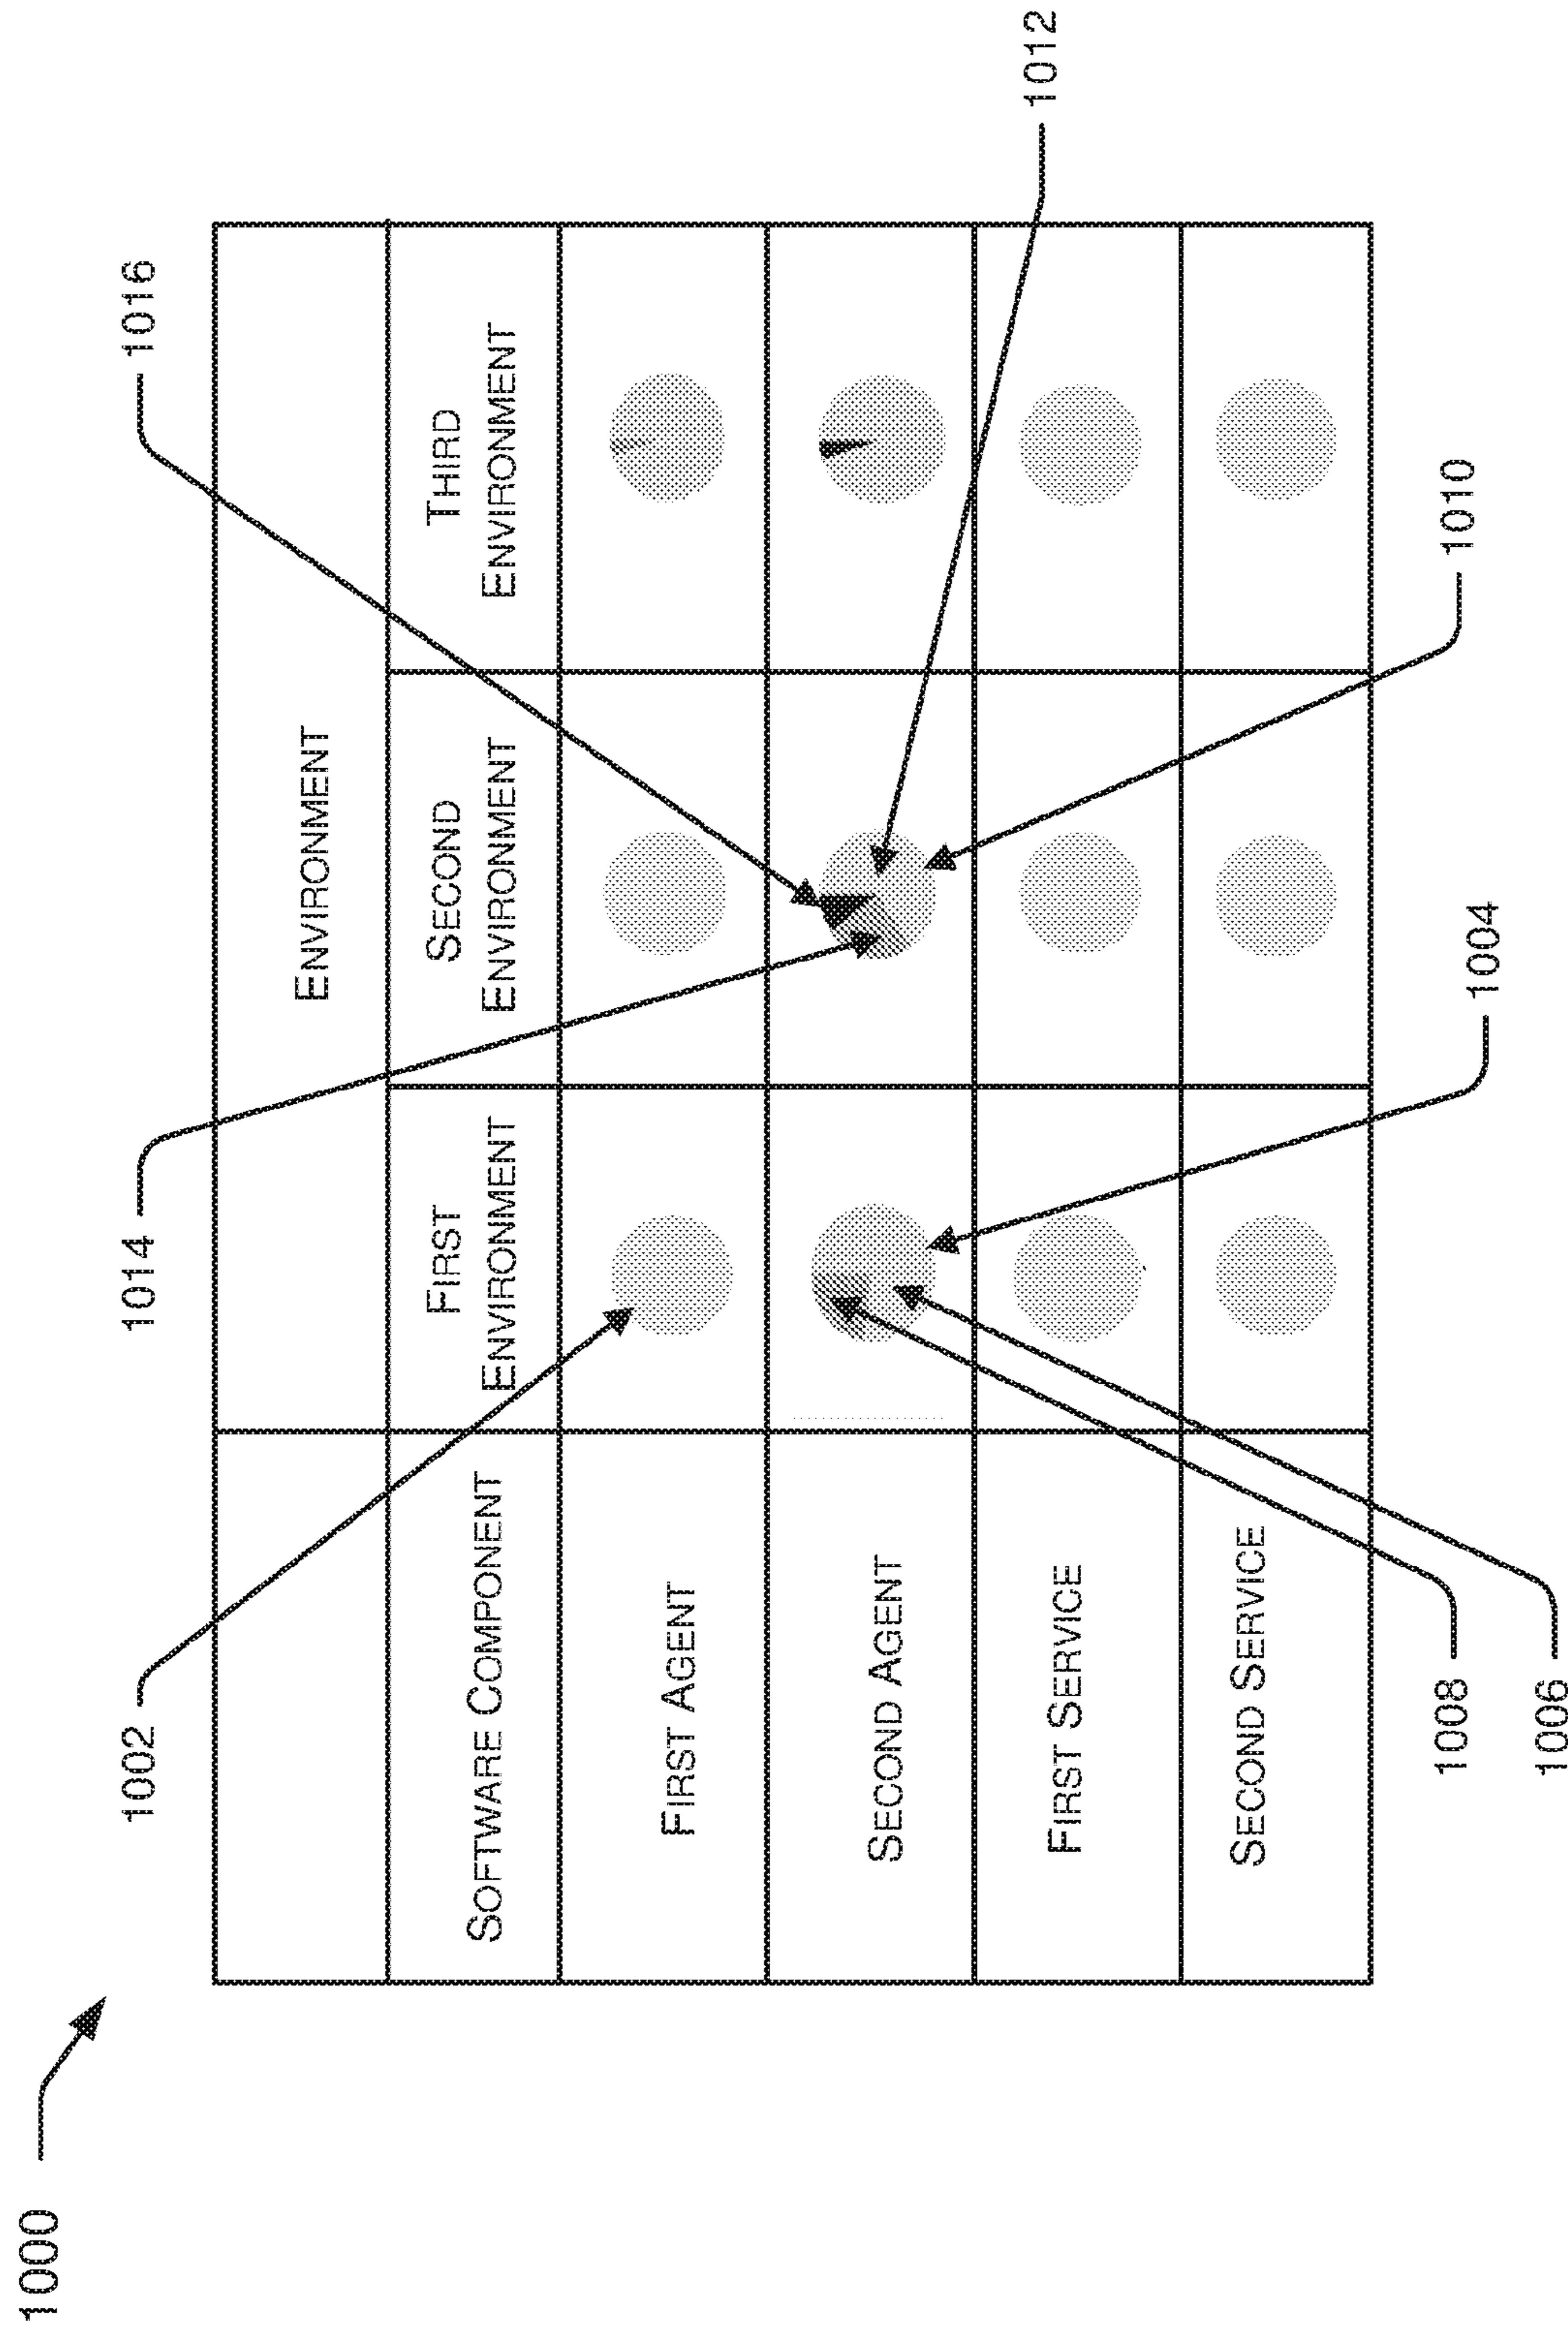 1000
1002
1014
1016
ENVIRONMENT
SOFTWARE COMPONENT
FIRST
ENVIRONMENT
SECOND
ENVIRONMENT
THIRD
ENVIRONMENT
FIRST AGENT
SECOND AGENT
FIRST SERVICE
SECOND SERVICE
1012
1008
1006
1004
1010